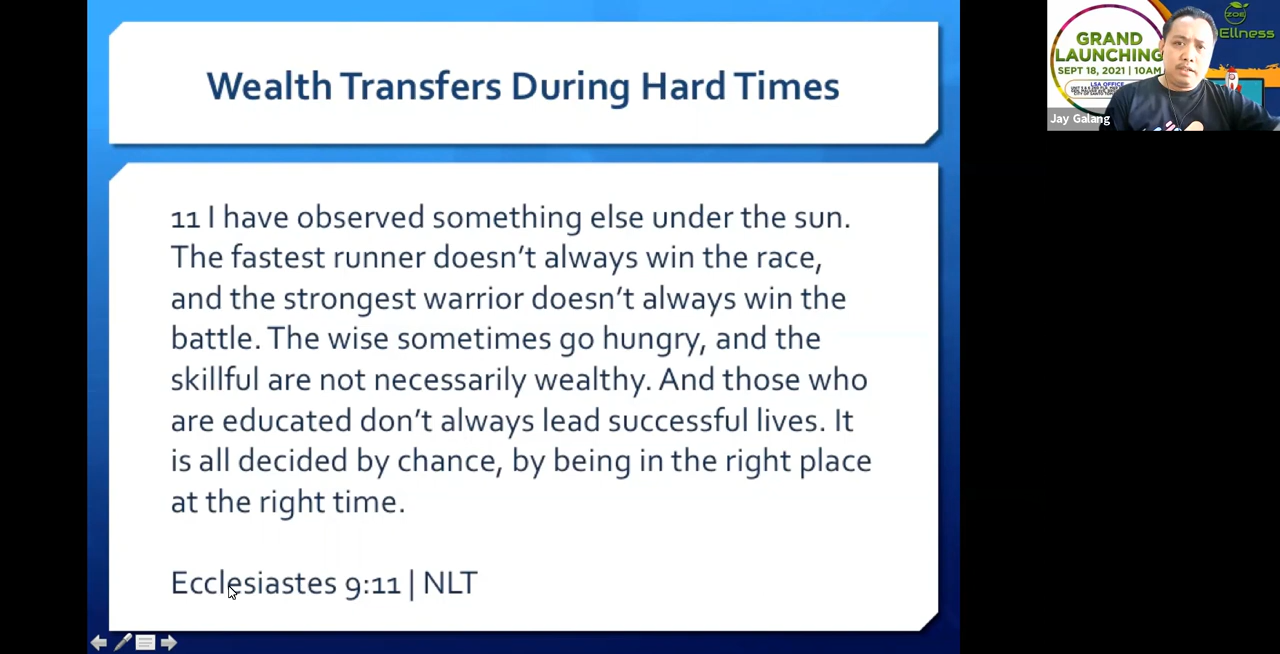 Wealth Transfers During Hard Times
11 I have observed something else under the sun.
The fastest runner doesn't always win the race,
and the strongest warrior doesn't always win the
battle. The wise sometimes go hungry, and the
skillful are not necessarily wealthy. And those who
are educated don't always lead successful lives. It
is all decided by chance, by being in the right place
at the right time.
Ecclesiastes 9:11 | NLT
GRAND
LAUNCHING
SEPT 18, 2021 | 10AM
LSA OFFICE
Jay Galang
ZOE
Ellness